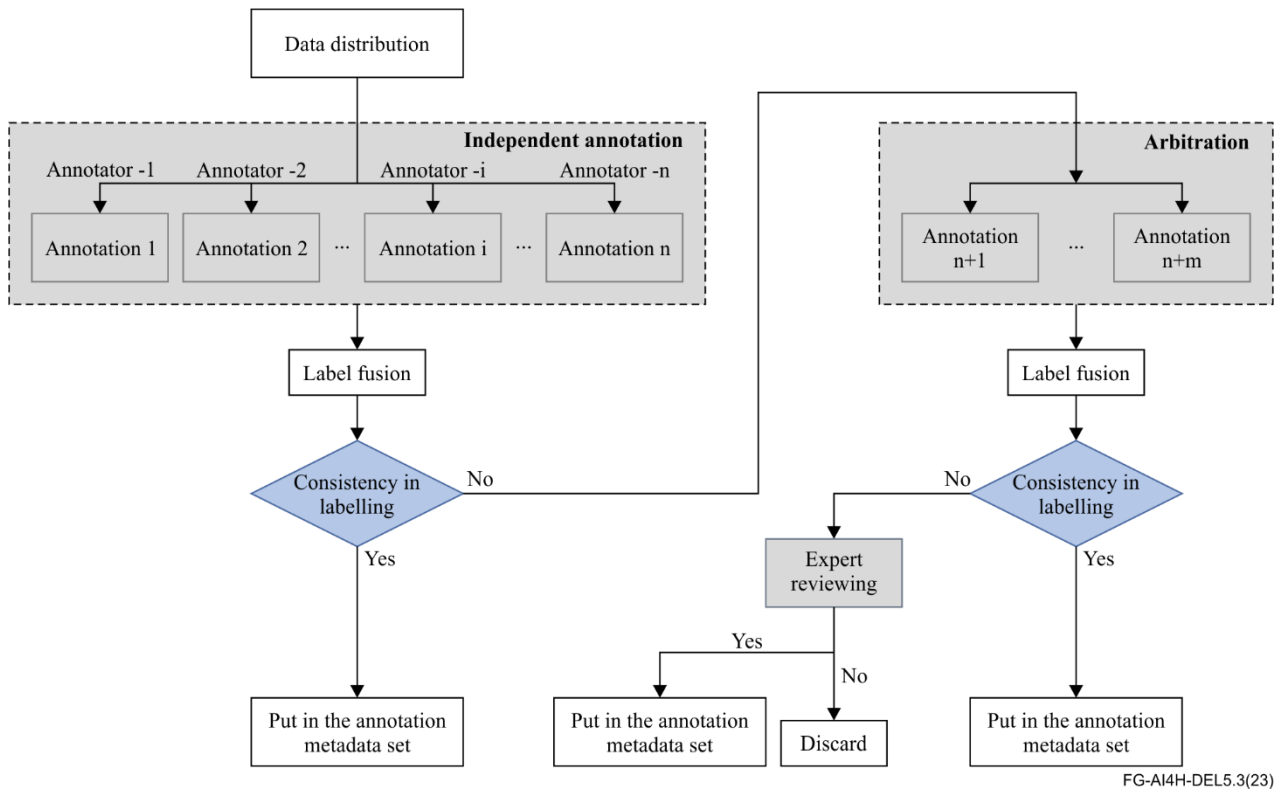 Data distribution
Independent annotation
Annotator -1
Annotator -2
Annotator -i
Annotator -n
Annotation 1
Annotation 2
...
Annotation i
...
Annotation n
Label fusion
Consistency in
labelling
No
Yes
Put in the annotation
metadata set
Arbitration
Annotation
n+1
...
Annotation
n+m
Label fusion
Consistency in
labelling
No
Yes
Expert
reviewing
Yes
No
Put in the annotation
metadata set
Discard
Put in the annotation
metadata set
FG-AI4H-DEL5.3(23)